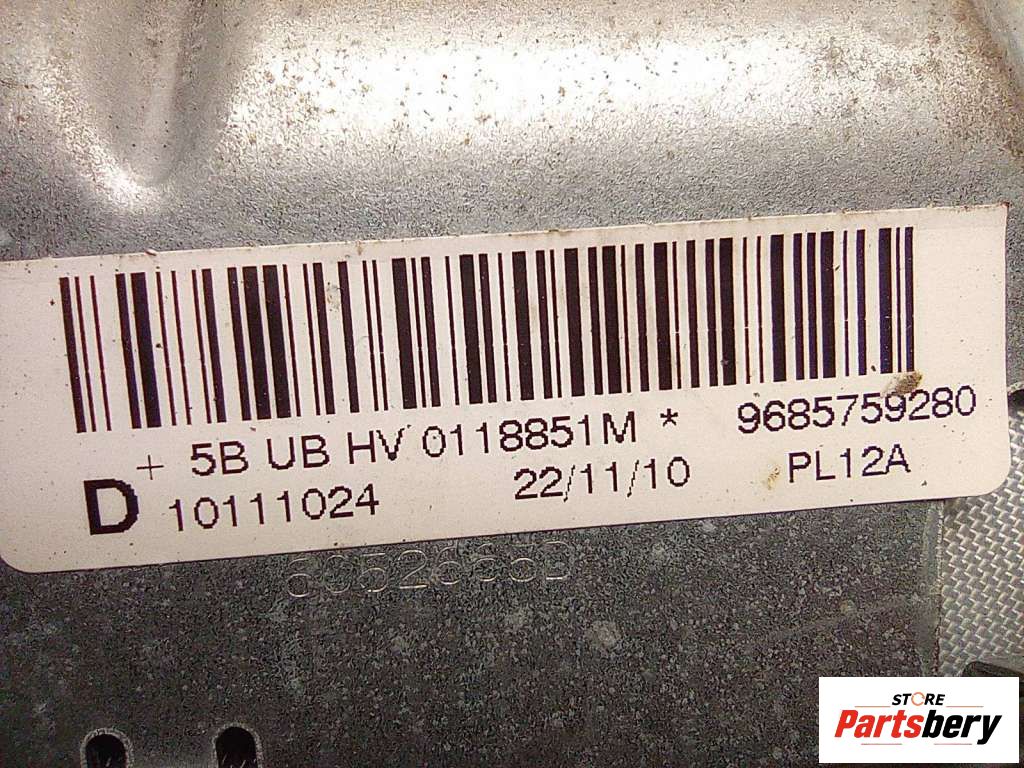 + 5B UB HV 0118851M * 9685759280
D 10111024 22/11/10 PL12A
STORE
Partsbery